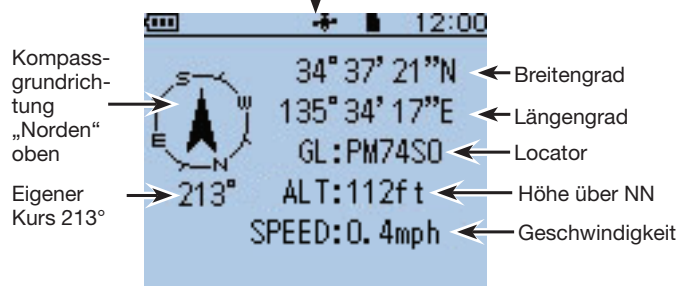 12:00
Kompass-
grundrich-
tung
„Norden“
oben
S
W
E
N
34°37'21”N
Breitengrad
135°34'17”E
Längengrad
GL:PM74SO
Locator
Eigener
Kurs 213°
213°
ALT:112ft
Höhe über NN
SPEED:0.4mph
Geschwindigkeit